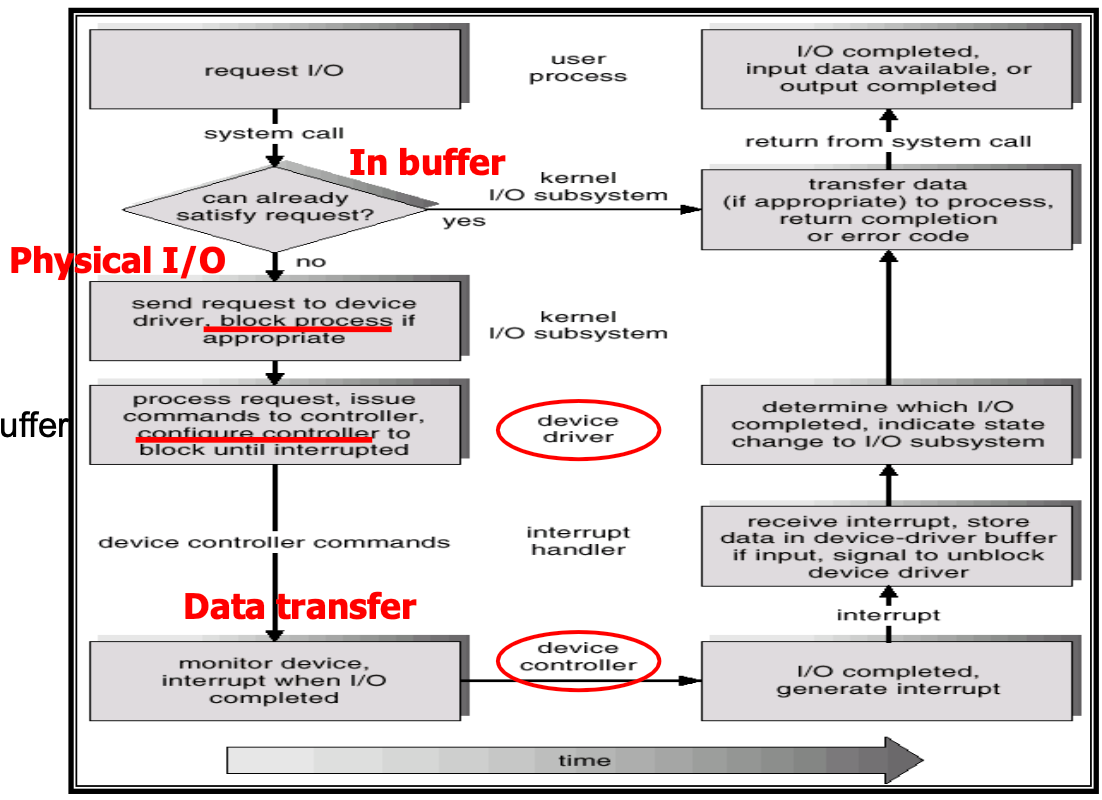 request I/O
user
process
I/O completed,
input data available, or
output completed
system call
return from system call
In buffer
can already
satisfy request?
yes
kernel
I/O subsystem
transfer data
(if appropriate) to process,
return completion
or error code
Physical I/O
no
send request to device
driver, block process if
appropriate
kernel
I/O subsystem
uffer
process request, issue
commands to controller,
configure controller to
block until interrupted
device
driver
determine which I/O
completed, indicate state
change to I/O subsystem
device controller commands
interrupt
handler
receive interrupt, store
data in device-driver buffer
if input, signal to unblock
device driver
Data transfer
interrupt
monitor device,
interrupt when I/O
completed
device
controller
I/O completed,
generate interrupt
time